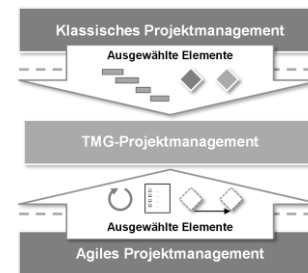 Klassisches Projektmanagement
Ausgewählte Elemente
TMG-Projektmanagement
Ausgewählte Elemente
Agiles Projektmanagement